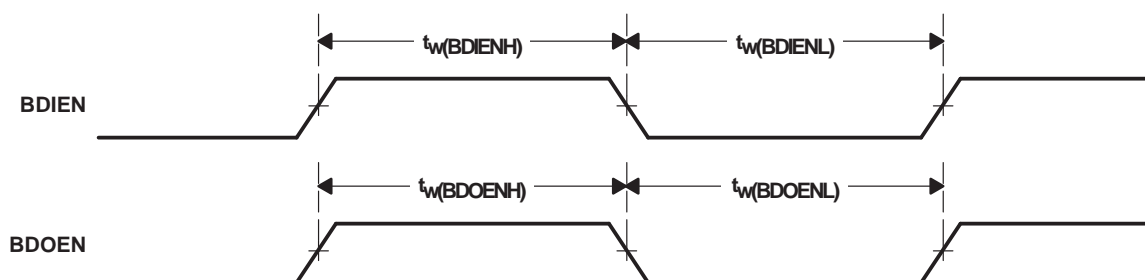 tw(BDIENH) tw(BDIENL)
BDIEN
tw(BDOENH) tw(BDOENL)
BDOEN